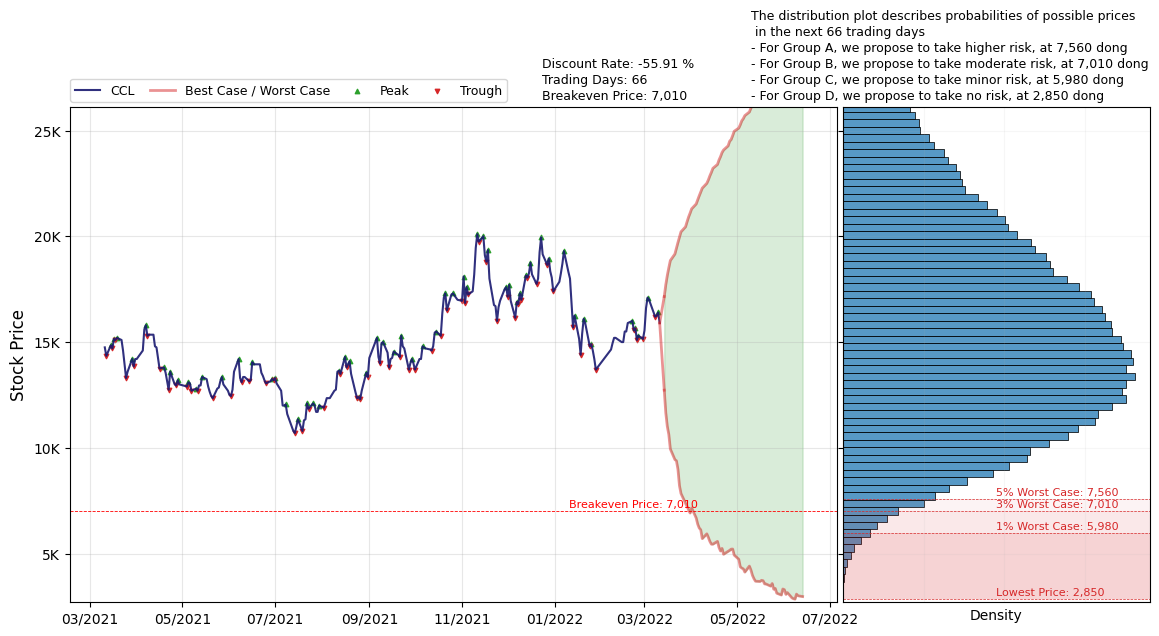 The distribution plot describes probabilities of possible prices
in the next 66 trading days
- For Group A, we propose to take higher risk, at 7,560 dong
- For Group B, we propose to take moderate risk, at 7,010 dong
- For Group C, we propose to take minor risk, at 5,980 dong
- For Group D, we propose to take no risk, at 2,850 dong
Discount Rate: -55.91 %
Trading Days: 66
Breakeven Price: 7,010
CCL
Best Case / Worst Case
Peak
Trough
Stock Price
25K
20K
15K
10K
5K
Breakeven Price: 7,010
5% Worst Case: 7,560
3% Worst Case: 7,010
1% Worst Case: 5,980
Lowest Price: 2,850
03/2021
05/2021
07/2021
09/2021
11/2021
01/2022
03/2022
05/2022
07/2022
Density